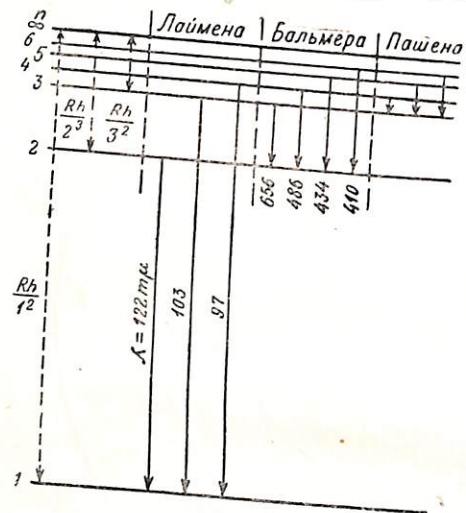 n
∞
6
5
4
3
2
1
Лаймена
Бальмера
Пашена
Rh
2³
Rh
3²
Rh
1²
λ = 122 mμ
103
97
656
486
434
410